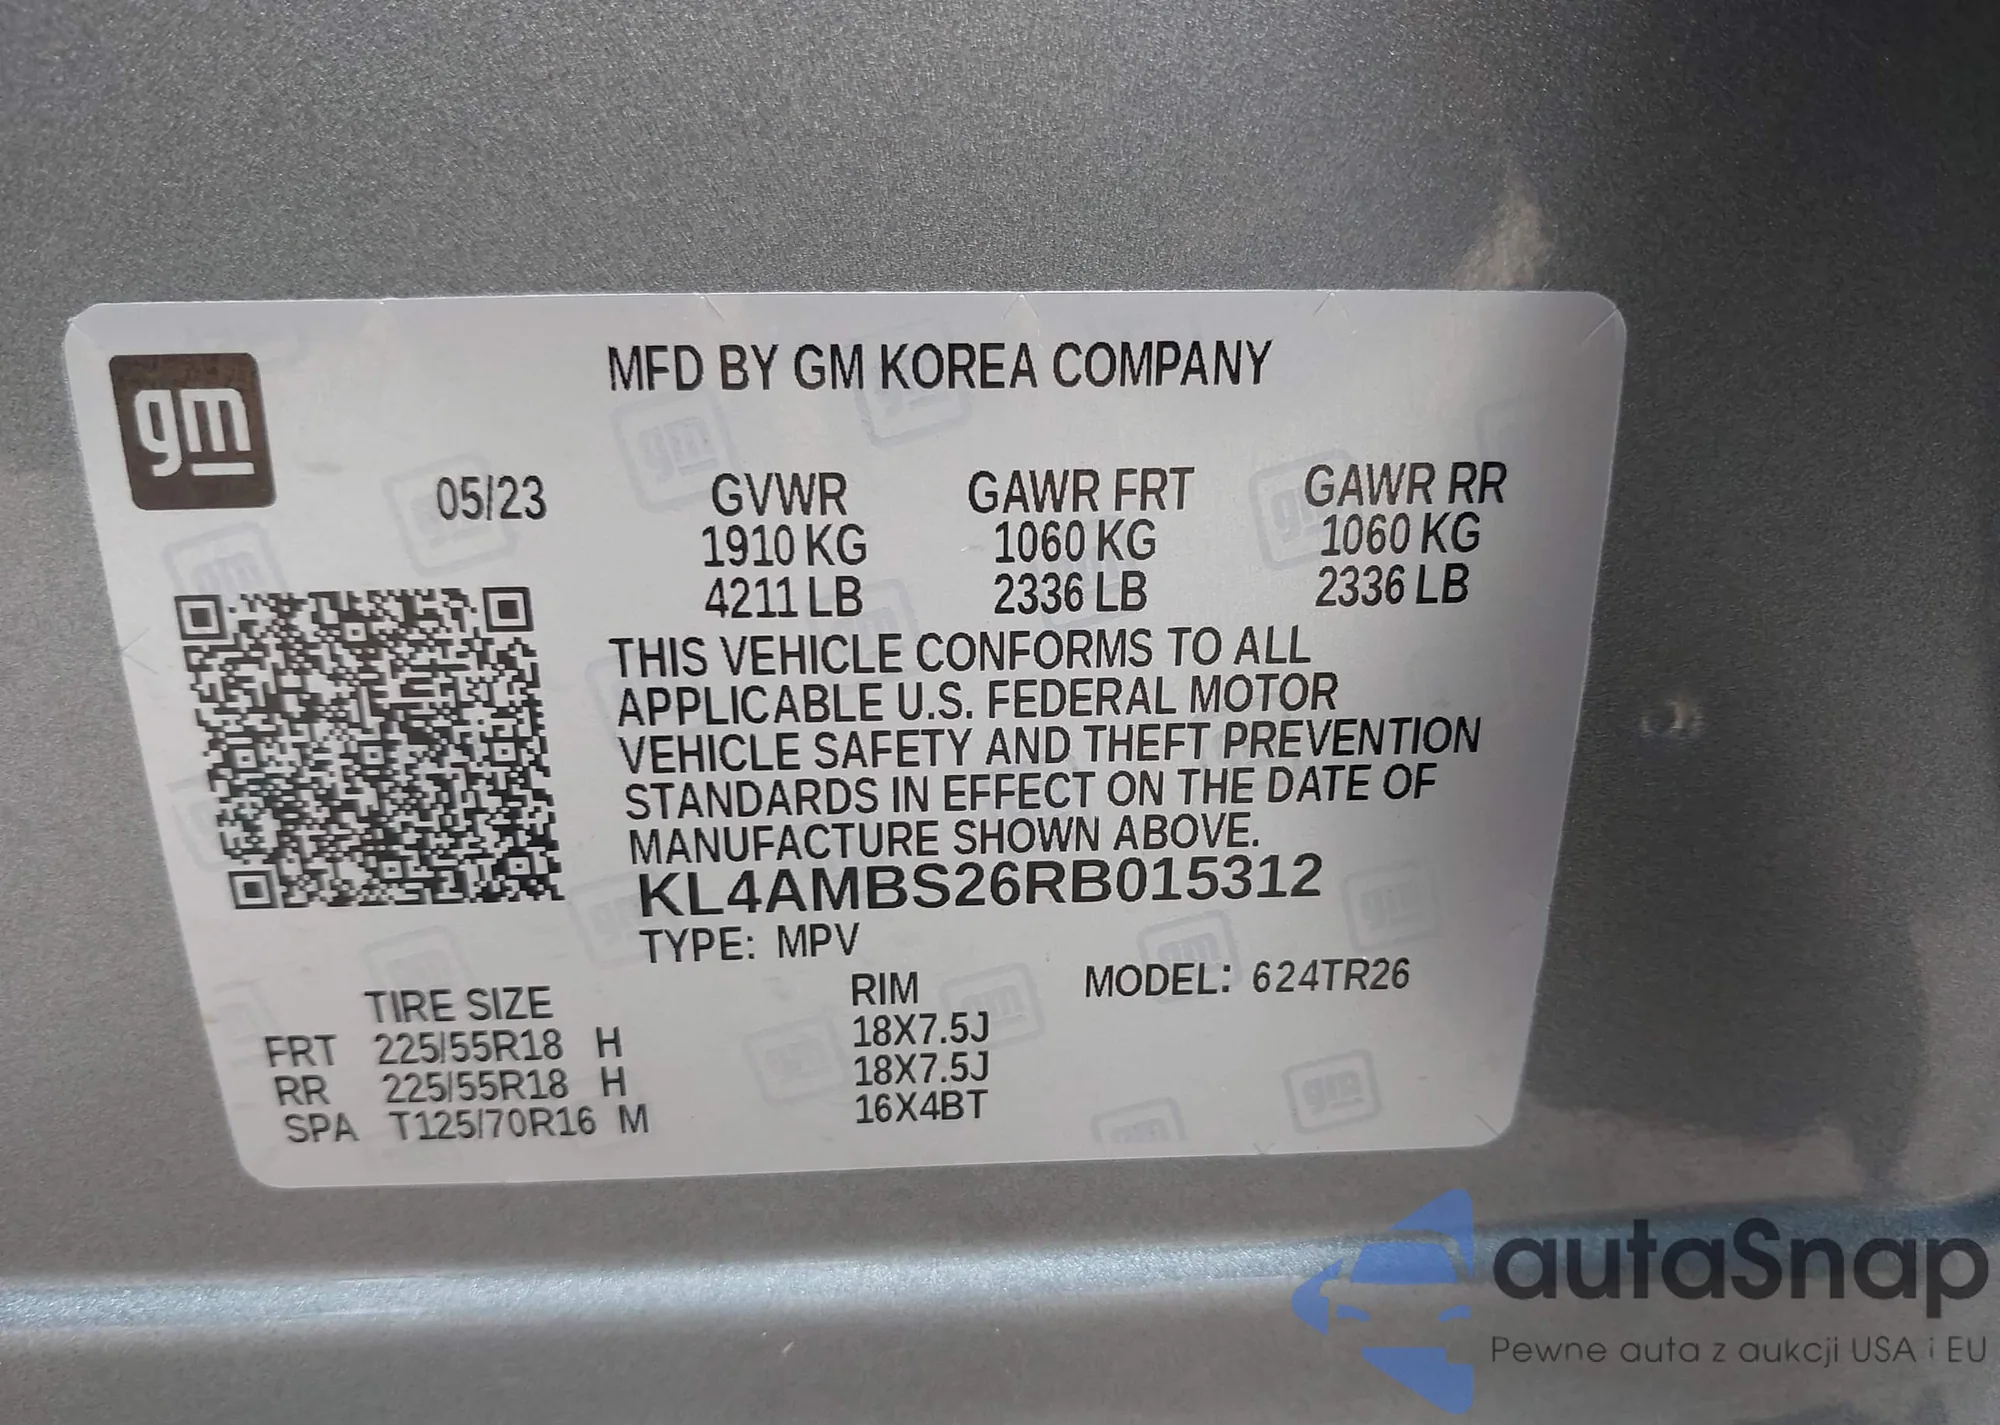 gm
MFD BY GM KOREA COMPANY
05/23 GVWR GAWR FRT GAWR RR
1910 KG 1060 KG 1060 KG
4211 LB 2336 LB 2336 LB
THIS VEHICLE CONFORMS TO ALL
APPLICABLE U.S. FEDERAL MOTOR
VEHICLE SAFETY AND THEFT PREVENTION
STANDARDS IN EFFECT ON THE DATE OF
MANUFACTURE SHOWN ABOVE.
KL4AMBS26RB015312
TYPE: MPV
TIRE SIZE RIM MODEL: 624TR26
FRT 225/55R18 H 18X7.5J
RR 225/55R18 H 18X7.5J
SPA T125/70R16 M 16X4BT
autaSnap
Pewne auta z aukcji USA i EU